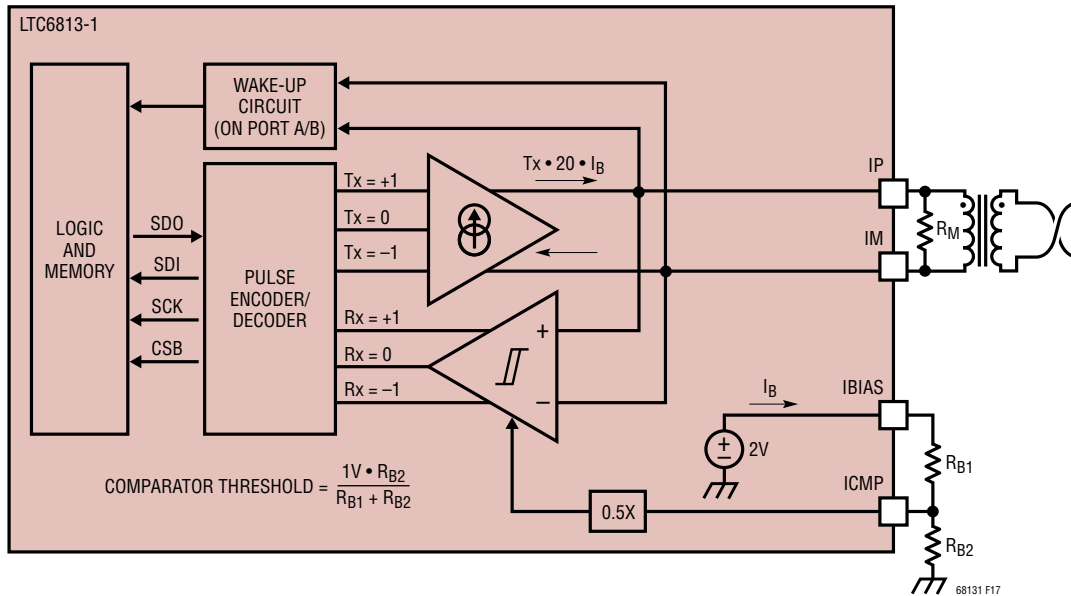 LTC6813-1
WAKE-UP
CIRCUIT
(ON PORT A/B)
LOGIC
AND
MEMORY
SDO
SDI
SCK
CSB
PULSE
ENCODER/
DECODER
Tx = +1
Tx = 0
Tx = –1
Rx = +1
Rx = 0
Rx = –1
Tx • 20 • IB
+
–
IP
IM
RM
IB
IBIAS
+
–
2V
ICMP
0.5X
RB1
RB2
COMPARATOR THRESHOLD = 1V • RB2
RB1 + RB2
68131 F17